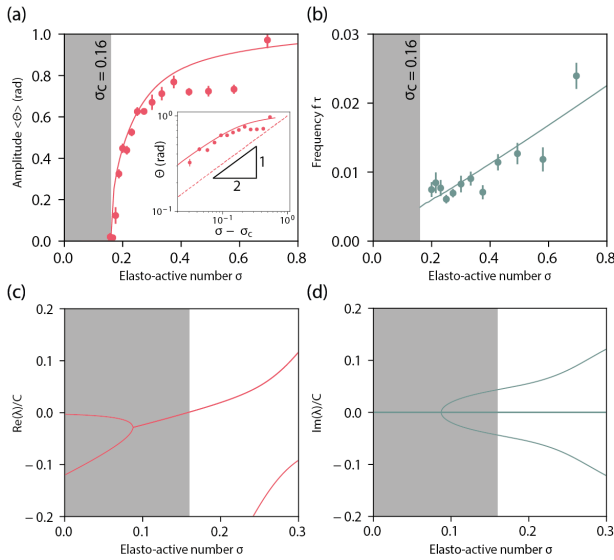 (a)
1.0
0.8
0.6
0.4
0.2
0.0
Amplitude <Θ> (rad)
σc = 0.16
0.0 0.2 0.4 0.6 0.8
Elasto-active number σ
Θ (rad)
10⁰
10⁻¹
10⁻¹ 10⁰
σ − σc
1
2
(b)
0.03
0.02
0.01
0.00
Frequency f τ
σc = 0.16
0.0 0.2 0.4 0.6 0.8
Elasto-active number σ
(c)
0.2
0.1
0.0
−0.1
−0.2
Re(λ)/C
0.0 0.1 0.2 0.3
Elasto-active number σ
(d)
0.2
0.1
0.0
−0.1
−0.2
Im(λ)/C
0.0 0.1 0.2 0.3
Elasto-active number σ